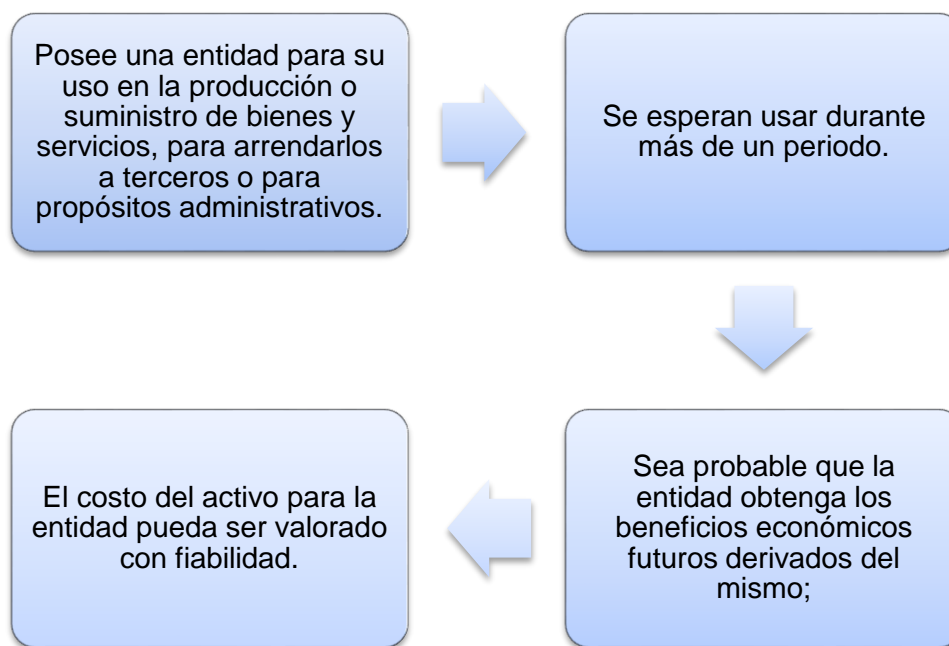 Posee una entidad para su
uso en la producción o
suministro de bienes y
servicios, para arrendarlos
a terceros o para
propósitos administrativos.
Se esperan usar durante
más de un periodo.
Sea probable que la
entidad obtenga los
beneficios económicos
futuros derivados del
mismo;
El costo del activo para la
entidad pueda ser valorado
con fiabilidad.